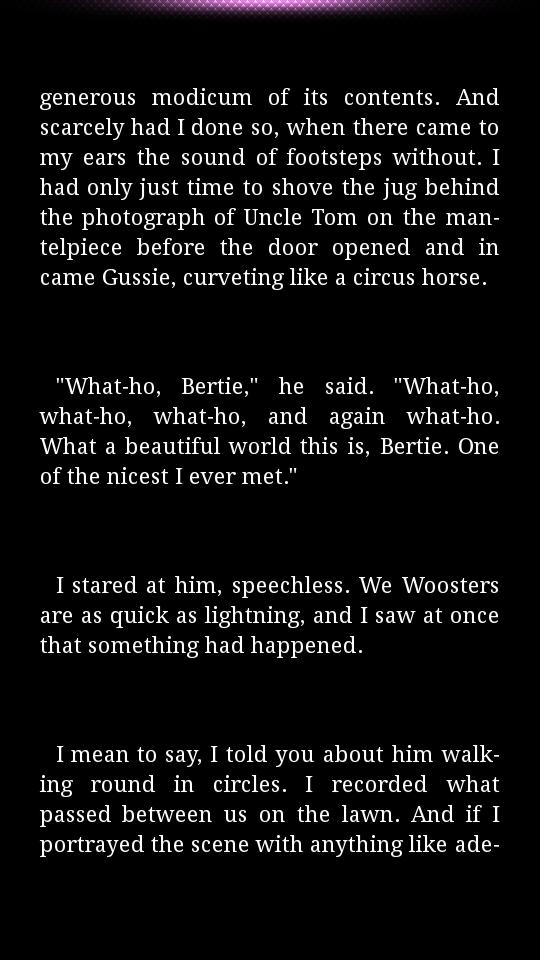 generous modicum of its contents. And
scarcely had I done so, when there came to
my ears the sound of footsteps without. I
had only just time to shove the jug behind
the photograph of Uncle Tom on the man-
telpiece before the door opened and in
came Gussie, curveting like a circus horse.
"What-ho, Bertie," he said. "What-ho,
what-ho, what-ho, and again what-ho.
What a beautiful world this is, Bertie. One
of the nicest I ever met."
I stared at him, speechless. We Woosters
are as quick as lightning, and I saw at once
that something had happened.
I mean to say, I told you about him walk-
ing round in circles. I recorded what
passed between us on the lawn. And if I
portrayed the scene with anything like ade-